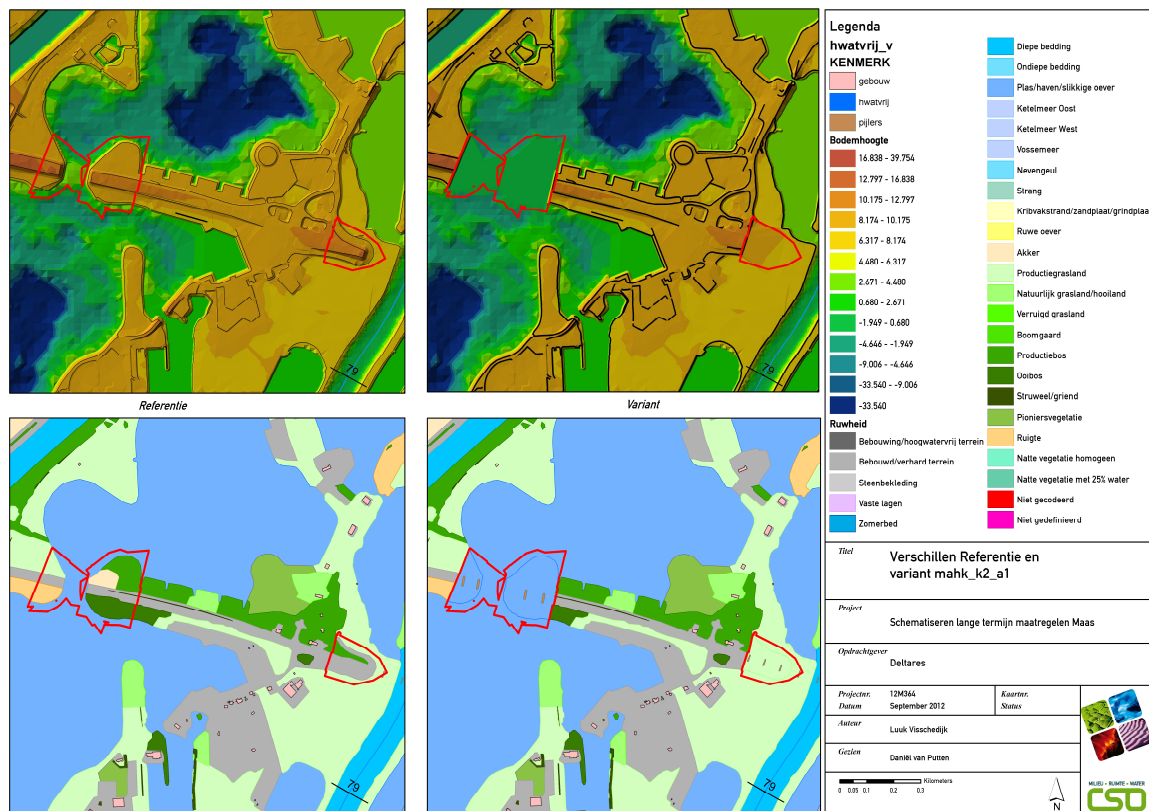 79
79
Referentie
Variant
79
79
Legenda
hwatvrij_v
KENMERK
gebouw
hwatvrij
pijlers
Bodemhoogte
16.838 - 39.754
12.797 - 16.838
10.175 - 12.797
8.174 - 10.175
6.317 - 8.174
4.480 - 6.317
2.671 - 4.480
0.680 - 2.671
-1.949 - 0.680
-4.646 - -1.949
-9.006 - -4.646
-33.540 - -9.006
-33.540
Ruwheid
Bebouwing/hoogwatervrij terrein
Bebouwd/verhard terrein
Steenbekleding
Vaste lagen
Zomerbed
Diepe bedding
Ondiepe bedding
Plas/haven/slikkige oever
Ketelmeer Oost
Ketelmeer West
Vossemeer
Nevengeul
Strang
Kribvakstrand/zandplaat/grindplaat
Ruwe oever
Akker
Productiegrasland
Natuurlijk grasland/hooiland
Verruigd grasland
Boomgaard
Productiebos
Ooibos
Struweel/griend
Pioniersvegetatie
Ruigte
Natte vegetatie homogeen
Natte vegetatie met 25% water
Niet gecodeerd
Niet gedefinieerd
Titel
Verschillen Referentie en
variant mahk_k2_a1
Project
Schematiseren lange termijn maatregelen Maas
Opdrachtgever
Deltares
Projectnr. 12M364 Kaartnr.
Datum September 2012 Status
Auteur
Luuk Visschedijk
Gezien
Daniël van Putten
Kilometers
0 0.05 0.1 0.2 0.3
N
MILIEU - RUIMTE - WATER
CSO